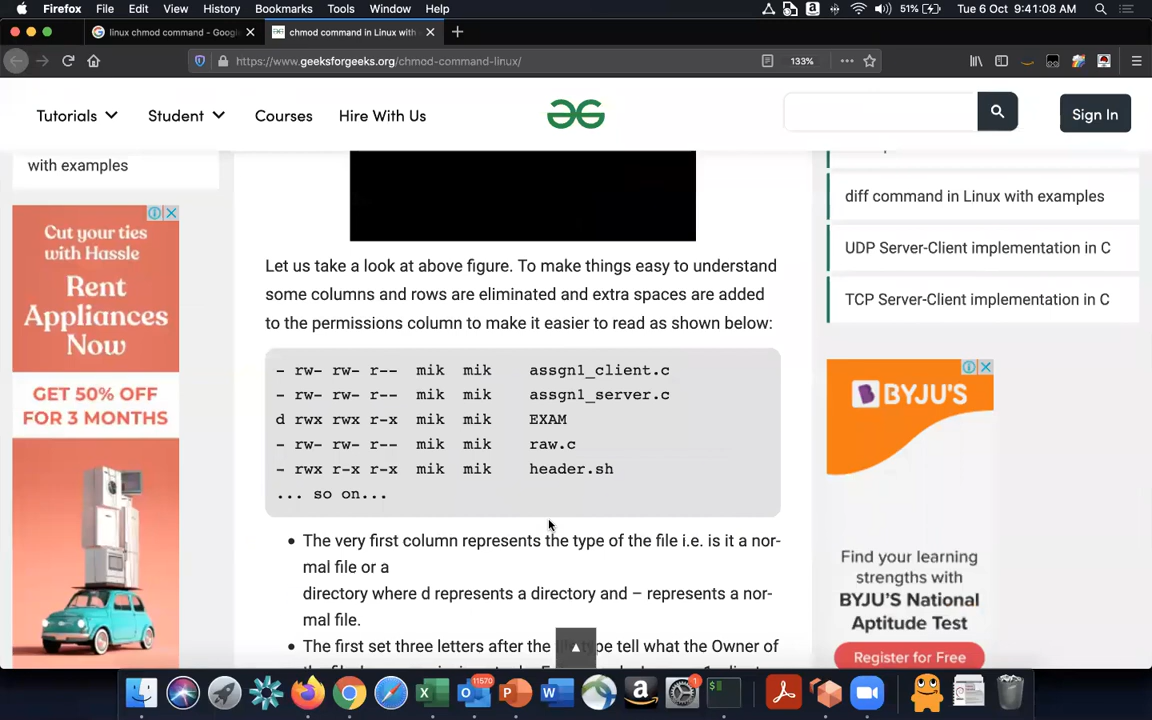 Firefox File Edit View History Bookmarks Tools Window Help 51% Tue 6 Oct 9:41:08 AM
linux chmod command - Googl chmod command in Linux with
https://www.geeksforgeeks.org/chmod-command-linux/ 133%
Tutorials Student Courses Hire With Us Sign In
with examples
Cut your ties
with Hassle
Rent
Appliances
Now
GET 50% OFF
FOR 3 MONTHS
Let us take a look at above figure. To make things easy to understand
some columns and rows are eliminated and extra spaces are added
to the permissions column to make it easier to read as shown below:
- rw- rw- r-- mik mik assgn1_client.c
- rw- rw- r-- mik mik assgn1_server.c
d rwx rwx r-x mik mik EXAM
- rw- rw- r-- mik mik raw.c
- rwx r-x r-x mik mik header.sh
... so on...
The very first column represents the type of the file i.e. is it a nor-
mal file or a
directory where d represents a directory and – represents a nor-
mal file.
The first set three letters after the file type tell what the Owner of
diff command in Linux with examples
UDP Server-Client implementation in C
TCP Server-Client implementation in C
BYJU'S
Find your learning
strengths with
BYJU'S National
Aptitude Test
Register for Free
11570
1